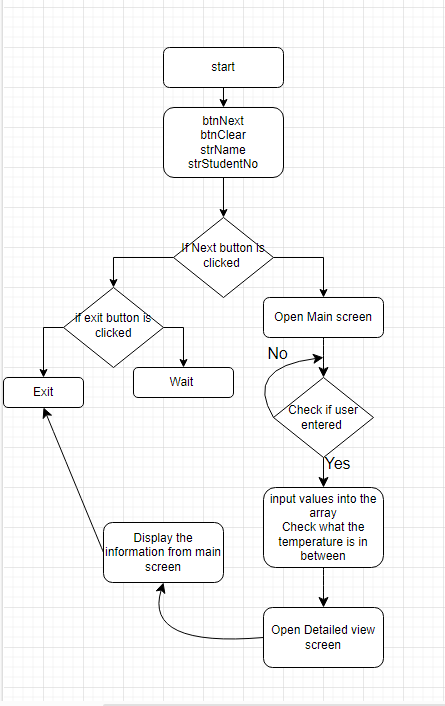 start
btnNext
btnClear
strName
strStudentNo
If Next button is
clicked
if exit button is
clicked
Open Main screen
No
Exit
Wait
Check if user
entered
Yes
input values into the
array
Check what the
temperature is in
between
Display the
information from main
screen
Open Detailed view
screen